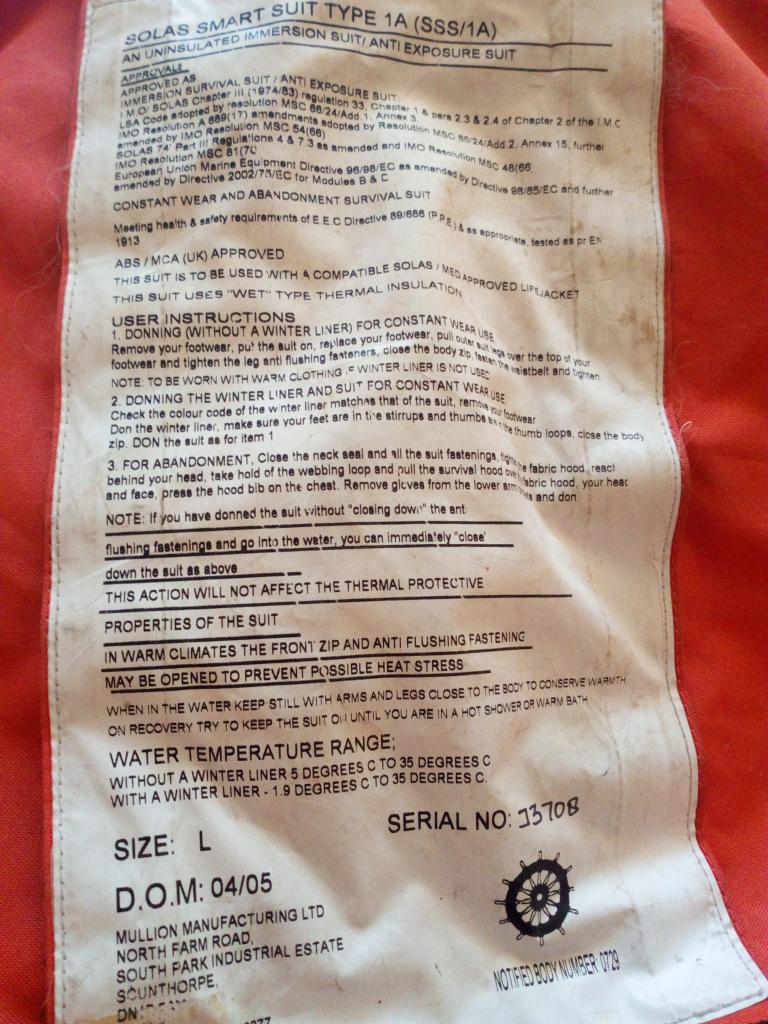 SOLAS SMART SUIT TYPE 1A (SSS/1A)
AN UNINSULATED IMMERSION SUIT/ ANTI EXPOSURE SUIT
APPROVALS
APPROVED AS
IMMERSION SURVIVAL SUIT / ANTI EXPOSURE SUIT:
I.M.O/ SOLAS Chapter III (1974/83) regulation 33, Chapter 1 & para 2.3 & 2.4 of Chapter 2 of the I.M.O
LSA Code adopted by resolution MSC 66/24/Add.1, Annex 3
IMO Resolution A 689(17) amendments adopted by Resolution MSC 66/24/Add.2, Annex 15, further
amended by IMO Resolution MSC 54(66)
SOLAS 74' Part III Regulations 4 & 7.3 as amended and IMO Resolution MSC 48(66)
IMO Resolution MSC 81(70
European Union Marine Equipment Directive 96/98/EC as amended by Directive 98/85/EC and further
amended by Directive 2002/75/EC for Modules B & C
CONSTANT WEAR AND ABANDONMENT SURVIVAL SUIT
Meeting health & safety requirements of E.E.C Directive 89/686 (P.P.E.) & as appropriate, tested as pr EN
1913
ABS / MCA (UK) APPROVED
THIS SUIT IS TO BE USED WITH A COMPATIBLE SOLAS / MED APPROVED LIFEJACKET
THIS SUIT USES "WET" TYPE THERMAL INSULATION
USER INSTRUCTIONS
1. DONNING (WITHOUT A WINTER LINER) FOR CONSTANT WEAR USE
Remove your footwear, put the suit on, replace your footwear, pull outer suit legs over the top of your
footwear and tighten the leg anti flushing fasteners, close the body zip, fasten the waistbelt and tighten
NOTE: TO BE WORN WITH WARM CLOTHING IF WINTER LINER IS NOT USED
2. DONNING THE WINTER LINER AND SUIT FOR CONSTANT WEAR USE
Check the colour code of the winter liner matches that of the suit, remove your footwear
Don the winter liner, make sure your feet are in the stirrups and thumbs are in the thumb loops, close the body
zip. DON the suit as for item 1
3. FOR ABANDONMENT, Close the neck seal and all the suit fastenings, tighten the fabric hood, reach
behind your head, take hold of the webbing loop and pull the survival hood over fabric hood, your head
and face, press the hood bib on the chest. Remove gloves from the lower arm and don
NOTE: If you have donned the suit without "closing down" the anti
flushing fastenings and go into the water, you can immediately "close'
down the suit as above
THIS ACTION WILL NOT AFFECT THE THERMAL PROTECTIVE
PROPERTIES OF THE SUIT
IN WARM CLIMATES THE FRONT ZIP AND ANTI FLUSHING FASTENING
MAY BE OPENED TO PREVENT POSSIBLE HEAT STRESS
WHEN IN THE WATER KEEP STILL WITH ARMS AND LEGS CLOSE TO THE BODY TO CONSERVE WARMTH
ON RECOVERY TRY TO KEEP THE SUIT ON UNTIL YOU ARE IN A HOT SHOWER OR WARM BATH
WATER TEMPERATURE RANGE;
WITHOUT A WINTER LINER 5 DEGREES C TO 35 DEGREES C
WITH A WINTER LINER - 1.9 DEGREES C TO 35 DEGREES C.
SERIAL NO: J3708
SIZE: L
D.O.M: 04/05
MULLION MANUFACTURING LTD
NORTH FARM ROAD,
SOUTH PARK INDUSTRIAL ESTATE
SCUNTHORPE,
NOTIFIED BODY NUMBER 0729